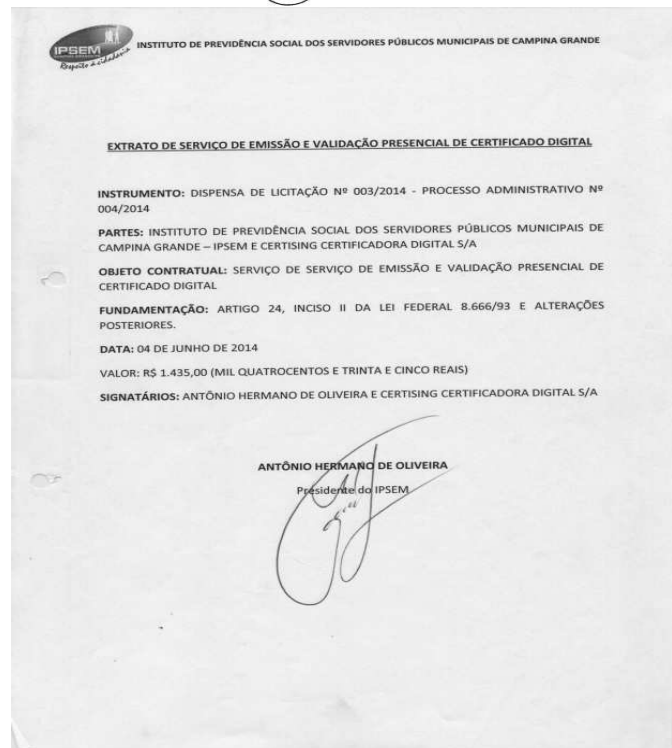 IPSEM
Respeito à cidadania
INSTITUTO DE PREVIDÊNCIA SOCIAL DOS SERVIDORES PÚBLICOS MUNICIPAIS DE CAMPINA GRANDE
EXTRATO DE SERVIÇO DE EMISSÃO E VALIDAÇÃO PRESENCIAL DE CERTIFICADO DIGITAL
INSTRUMENTO: DISPENSA DE LICITAÇÃO Nº 003/2014 - PROCESSO ADMINISTRATIVO Nº
004/2014
PARTES: INSTITUTO DE PREVIDÊNCIA SOCIAL DOS SERVIDORES PÚBLICOS MUNICIPAIS DE
CAMPINA GRANDE – IPSEM E CERTISING CERTIFICADORA DIGITAL S/A
OBJETO CONTRATUAL: SERVIÇO DE SERVIÇO DE EMISSÃO E VALIDAÇÃO PRESENCIAL DE
CERTIFICADO DIGITAL
FUNDAMENTAÇÃO: ARTIGO 24, INCISO II DA LEI FEDERAL 8.666/93 E ALTERAÇÕES
POSTERIORES.
DATA: 04 DE JUNHO DE 2014
VALOR: R$ 1.435,00 (MIL QUATROCENTOS E TRINTA E CINCO REAIS)
SIGNATÁRIOS: ANTÔNIO HERMANO DE OLIVEIRA E CERTISING CERTIFICADORA DIGITAL S/A
ANTÔNIO HERMANO DE OLIVEIRA
Presidente do IPSEM